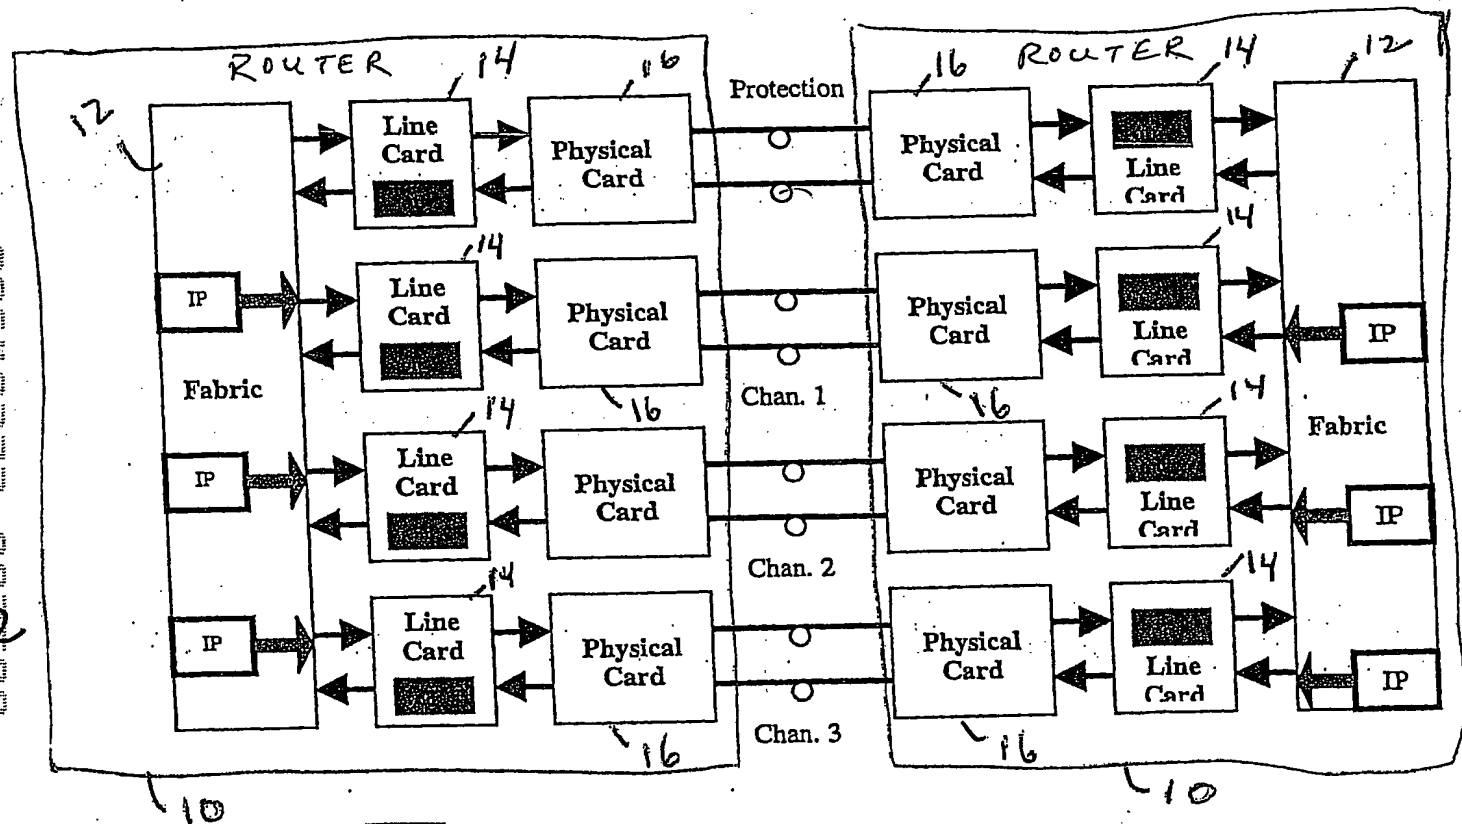 ROUTER
14
16
12
Line
Card
Physical
Card
Protection
ROUTER
16
14
12
Physical
Card
Line
Card
IP
14
Line
Card
Physical
Card
16
Chan. 1
Physical
Card
16
14
Line
Card
IP
Fabric
IP
14
Line
Card
Physical
Card
Chan. 2
Physical
Card
14
Line
Card
Fabric
IP
IP
14
Line
Card
Physical
Card
16
Chan. 3
Physical
Card
16
14
Line
Card
IP
10
10